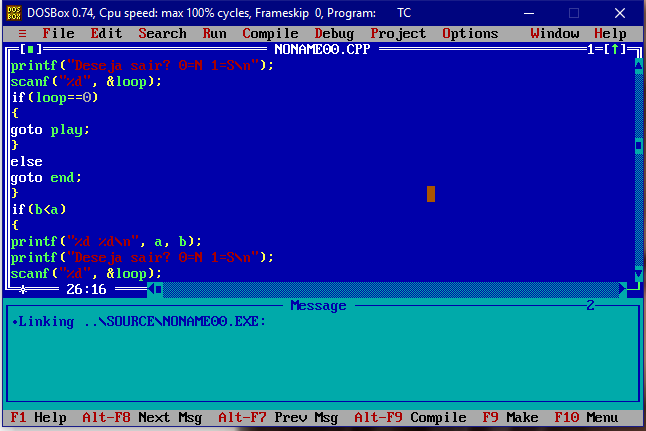 DOSBox 0.74, Cpu speed: max 100% cycles, Frameskip 0, Program: TC
≡ File Edit Search Run Compile Debug Project Options Window Help
[■] NONAME00.CPP 1=[↑]
printf("Deseja sair? 0=N 1=S\n");
scanf("%d", &loop);
if(loop==0)
{
goto play;
}
else
goto end;
}
if(b<a)
{
printf("%d %d\n", a, b);
printf("Deseja sair? 0=N 1=S\n");
scanf("%d", &loop);
26:16
Message 2
•Linking ..\SOURCE\NONAME00.EXE:
F1 Help Alt-F8 Next Msg Alt-F7 Prev Msg Alt-F9 Compile F9 Make F10 Menu